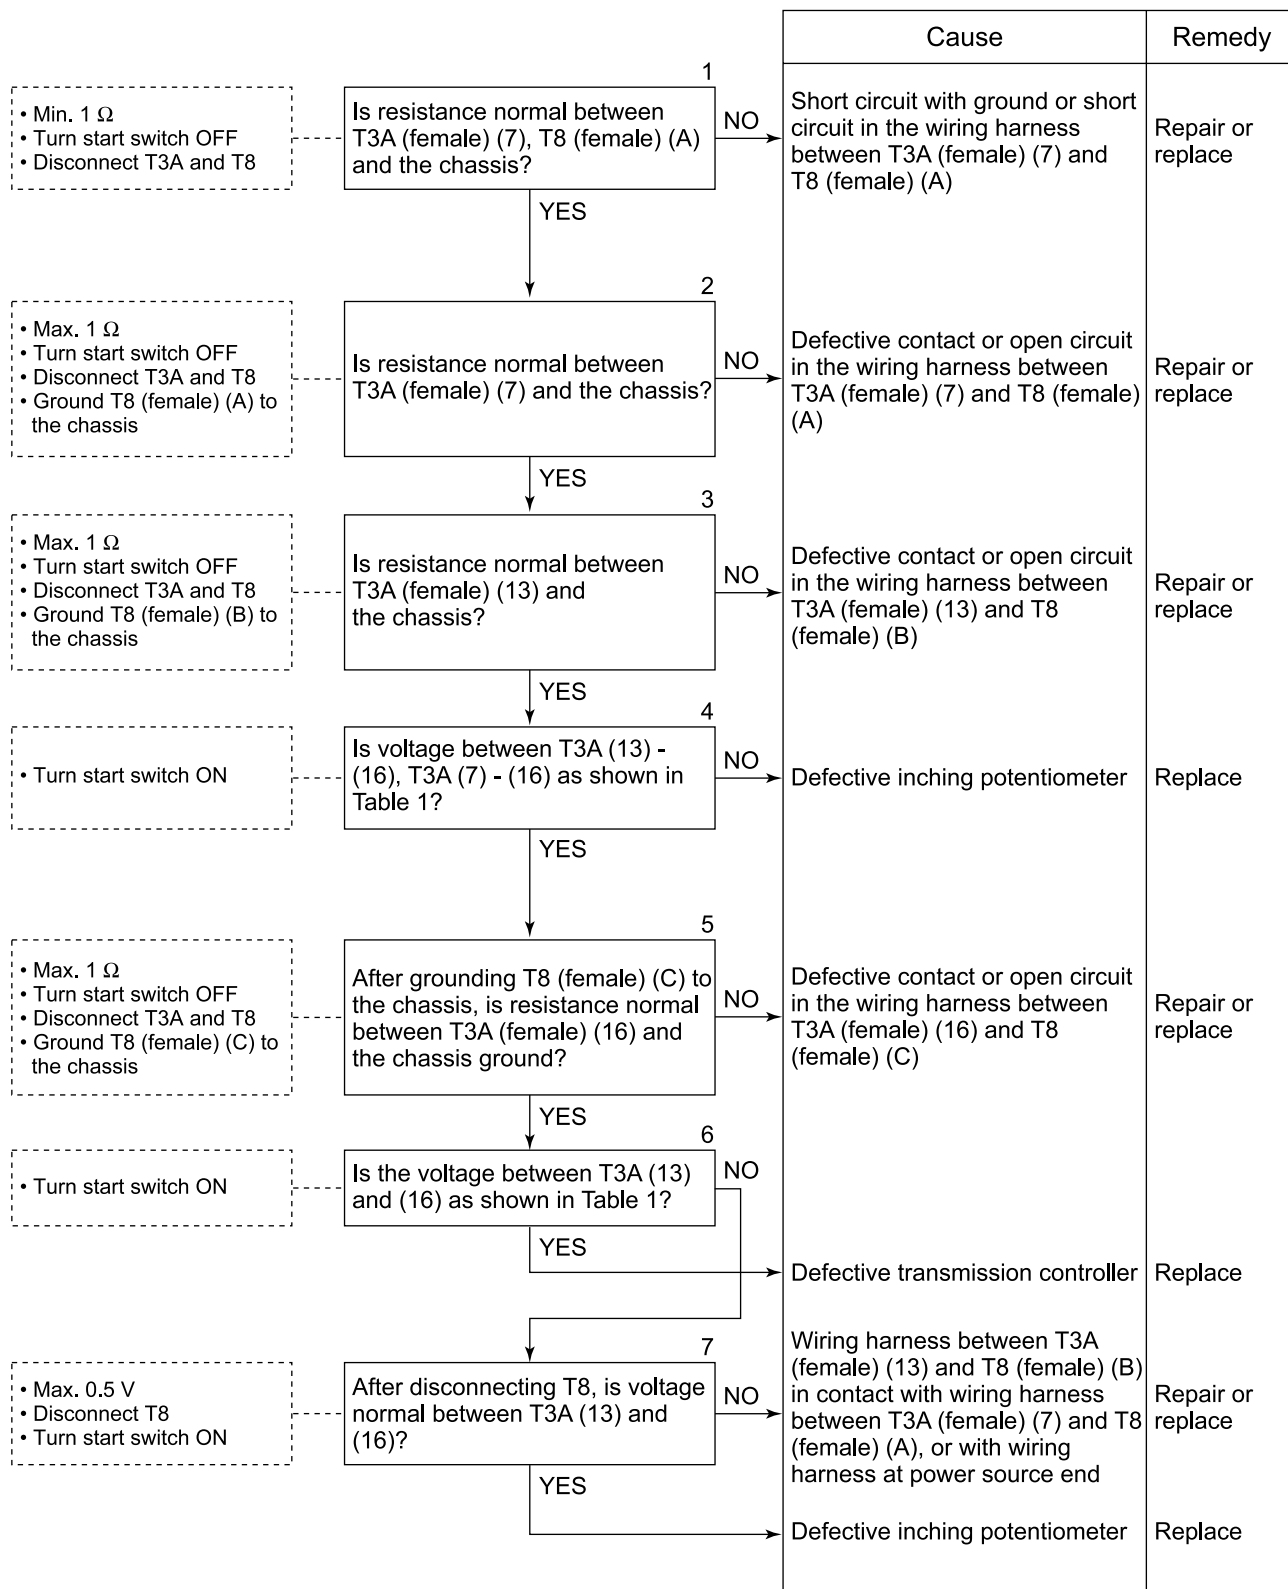 Cause
Remedy
1
• Min. 1 Ω
• Turn start switch OFF
• Disconnect T3A and T8
Is resistance normal between
T3A (female) (7), T8 (female) (A)
and the chassis?
NO
Short circuit with ground or short
circuit in the wiring harness
between T3A (female) (7) and
T8 (female) (A)
Repair or
replace
YES
2
• Max. 1 Ω
• Turn start switch OFF
• Disconnect T3A and T8
• Ground T8 (female) (A) to
the chassis
Is resistance normal between
T3A (female) (7) and the chassis?
NO
Defective contact or open circuit
in the wiring harness between
T3A (female) (7) and T8 (female)
(A)
Repair or
replace
YES
3
• Max. 1 Ω
• Turn start switch OFF
• Disconnect T3A and T8
• Ground T8 (female) (B) to
the chassis
Is resistance normal between
T3A (female) (13) and
the chassis?
NO
Defective contact or open circuit
in the wiring harness between
T3A (female) (13) and T8
(female) (B)
Repair or
replace
YES
4
• Turn start switch ON
Is voltage between T3A (13) -
(16), T3A (7) - (16) as shown in
Table 1?
NO
Defective inching potentiometer
Replace
YES
5
• Max. 1 Ω
• Turn start switch OFF
• Disconnect T3A and T8
• Ground T8 (female) (C) to
the chassis
After grounding T8 (female) (C) to
the chassis, is resistance normal
between T3A (female) (16) and
the chassis ground?
NO
Defective contact or open circuit
in the wiring harness between
T3A (female) (16) and T8
(female) (C)
Repair or
replace
YES
6
• Turn start switch ON
Is the voltage between T3A (13)
and (16) as shown in Table 1?
NO
YES
Defective transmission controller
Replace
7
• Max. 0.5 V
• Disconnect T8
• Turn start switch ON
After disconnecting T8, is voltage
normal between T3A (13) and
(16)?
NO
Wiring harness between T3A
(female) (13) and T8 (female) (B)
in contact with wiring harness
between T3A (female) (7) and T8
(female) (A), or with wiring
harness at power source end
Repair or
replace
YES
Defective inching potentiometer
Replace